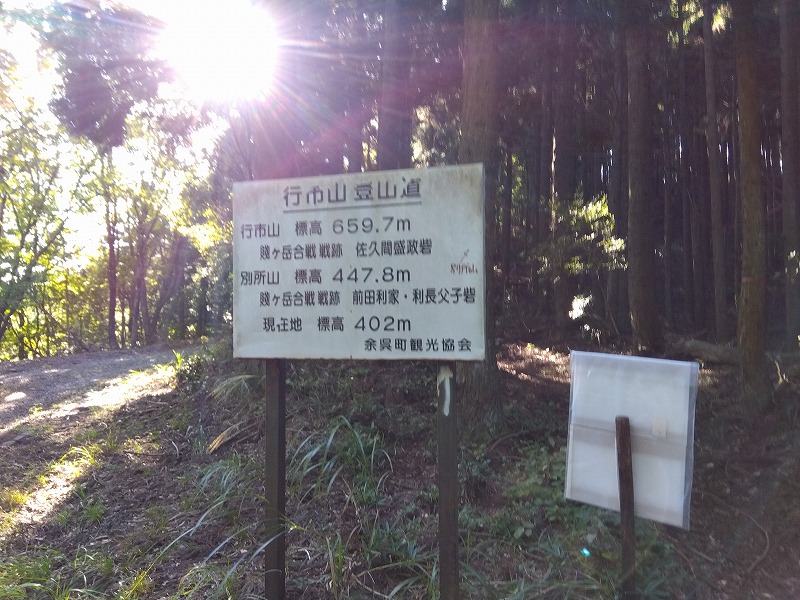 行市山 登山道
行市山 標高 659.7m
賤ヶ岳合戦 戦跡 佐久間盛政砦
別所山 標高 447.8m
賤ヶ岳合戦 戦跡 前田利家・利長父子砦
現在地 標高 402m
余呉町観光協会